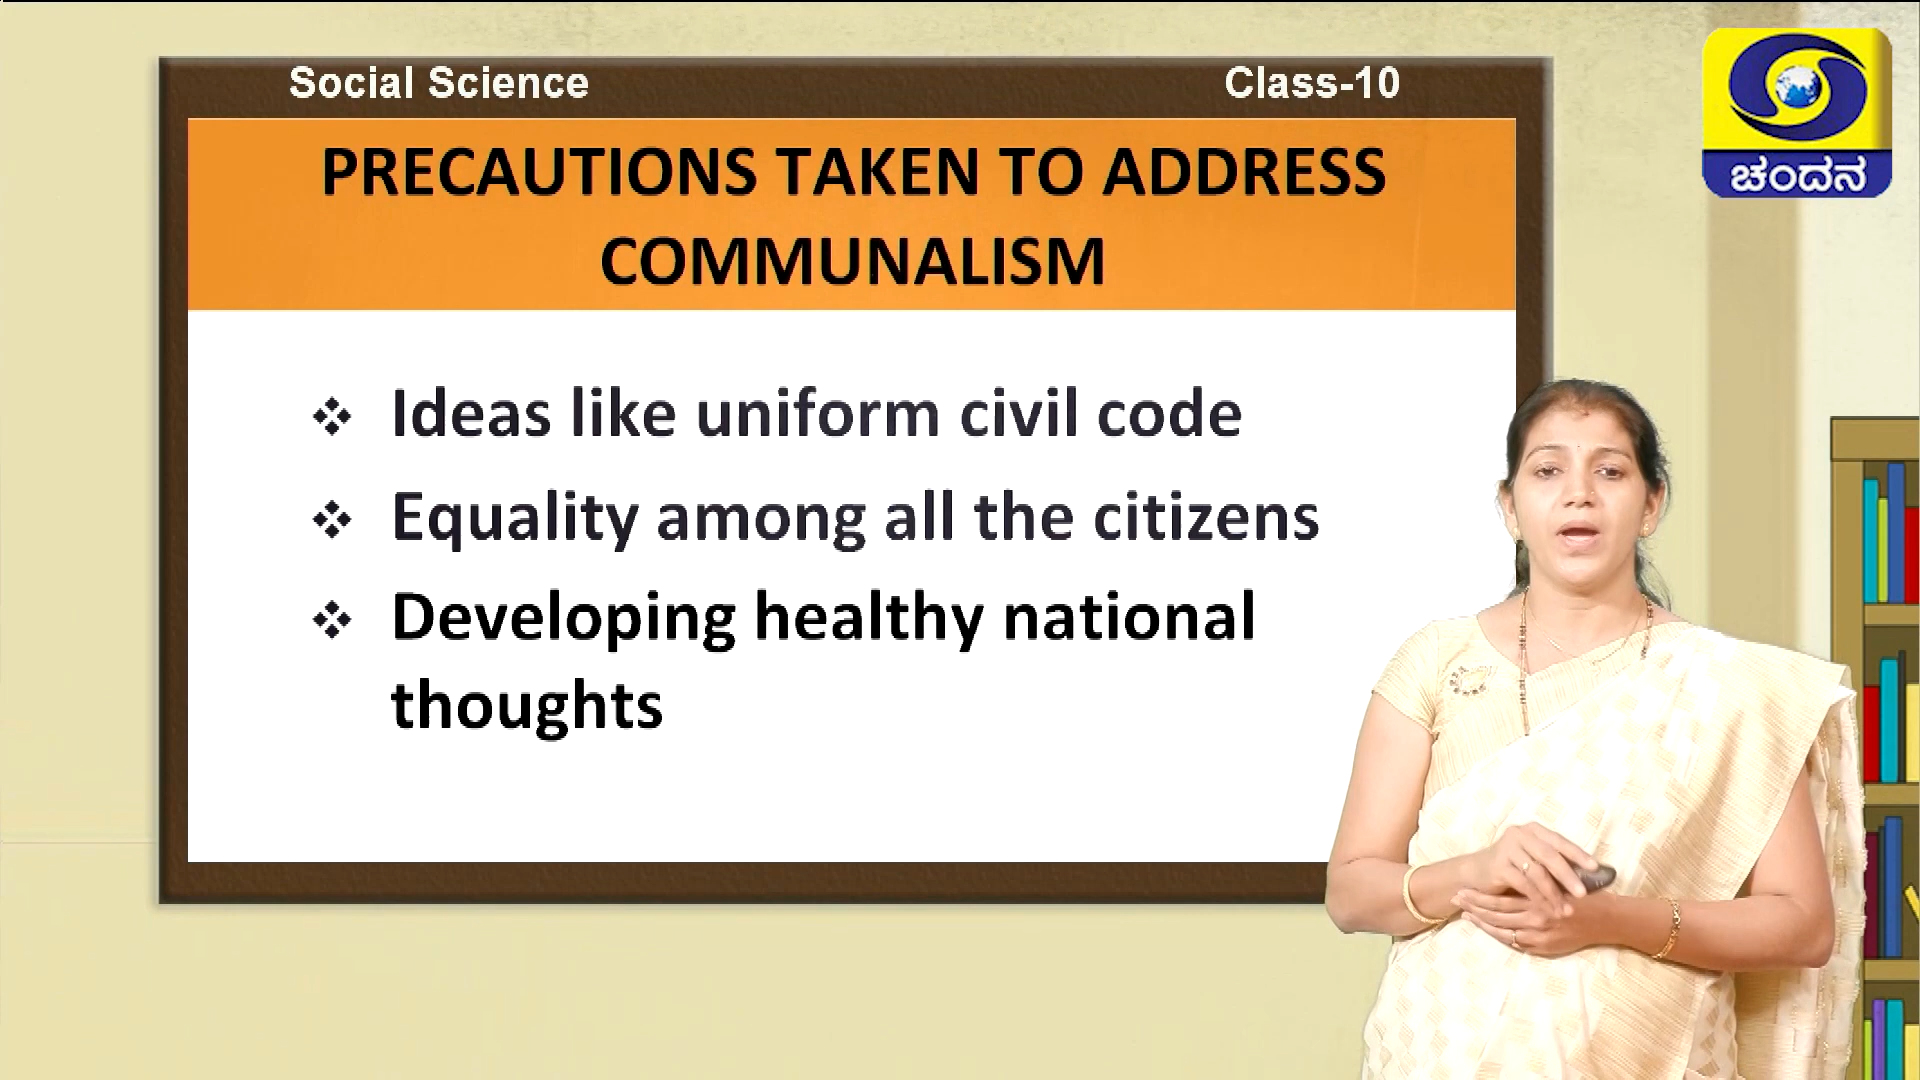 Social Science Class-10
PRECAUTIONS TAKEN TO ADDRESS
COMMUNALISM
❖ Ideas like uniform civil code
❖ Equality among all the citizens
❖ Developing healthy national
thoughts
ಚಂದನ